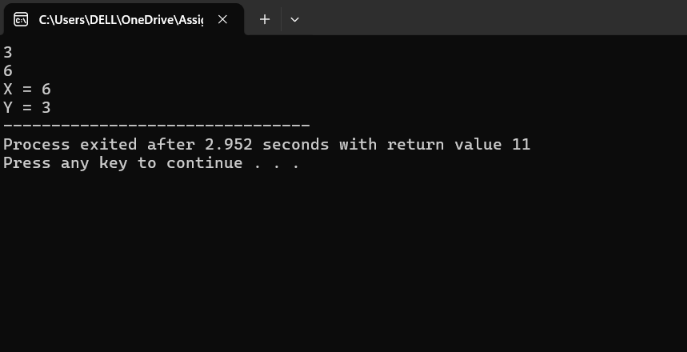 C:\Users\DELL\OneDrive\Assig
3
6
X = 6
Y = 3
--------------------------------
Process exited after 2.952 seconds with return value 11
Press any key to continue . . .